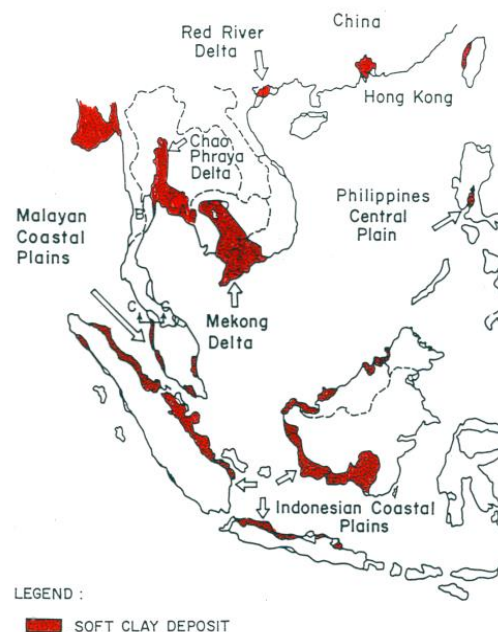 China
Red River
Delta
Hong Kong
Chao
Phraya
Delta
Philippines
Central
Plain
B
Malayan
Coastal
Plains
C
Mekong
Delta
Indonesian Coastal
Plains
LEGEND :
SOFT CLAY DEPOSIT